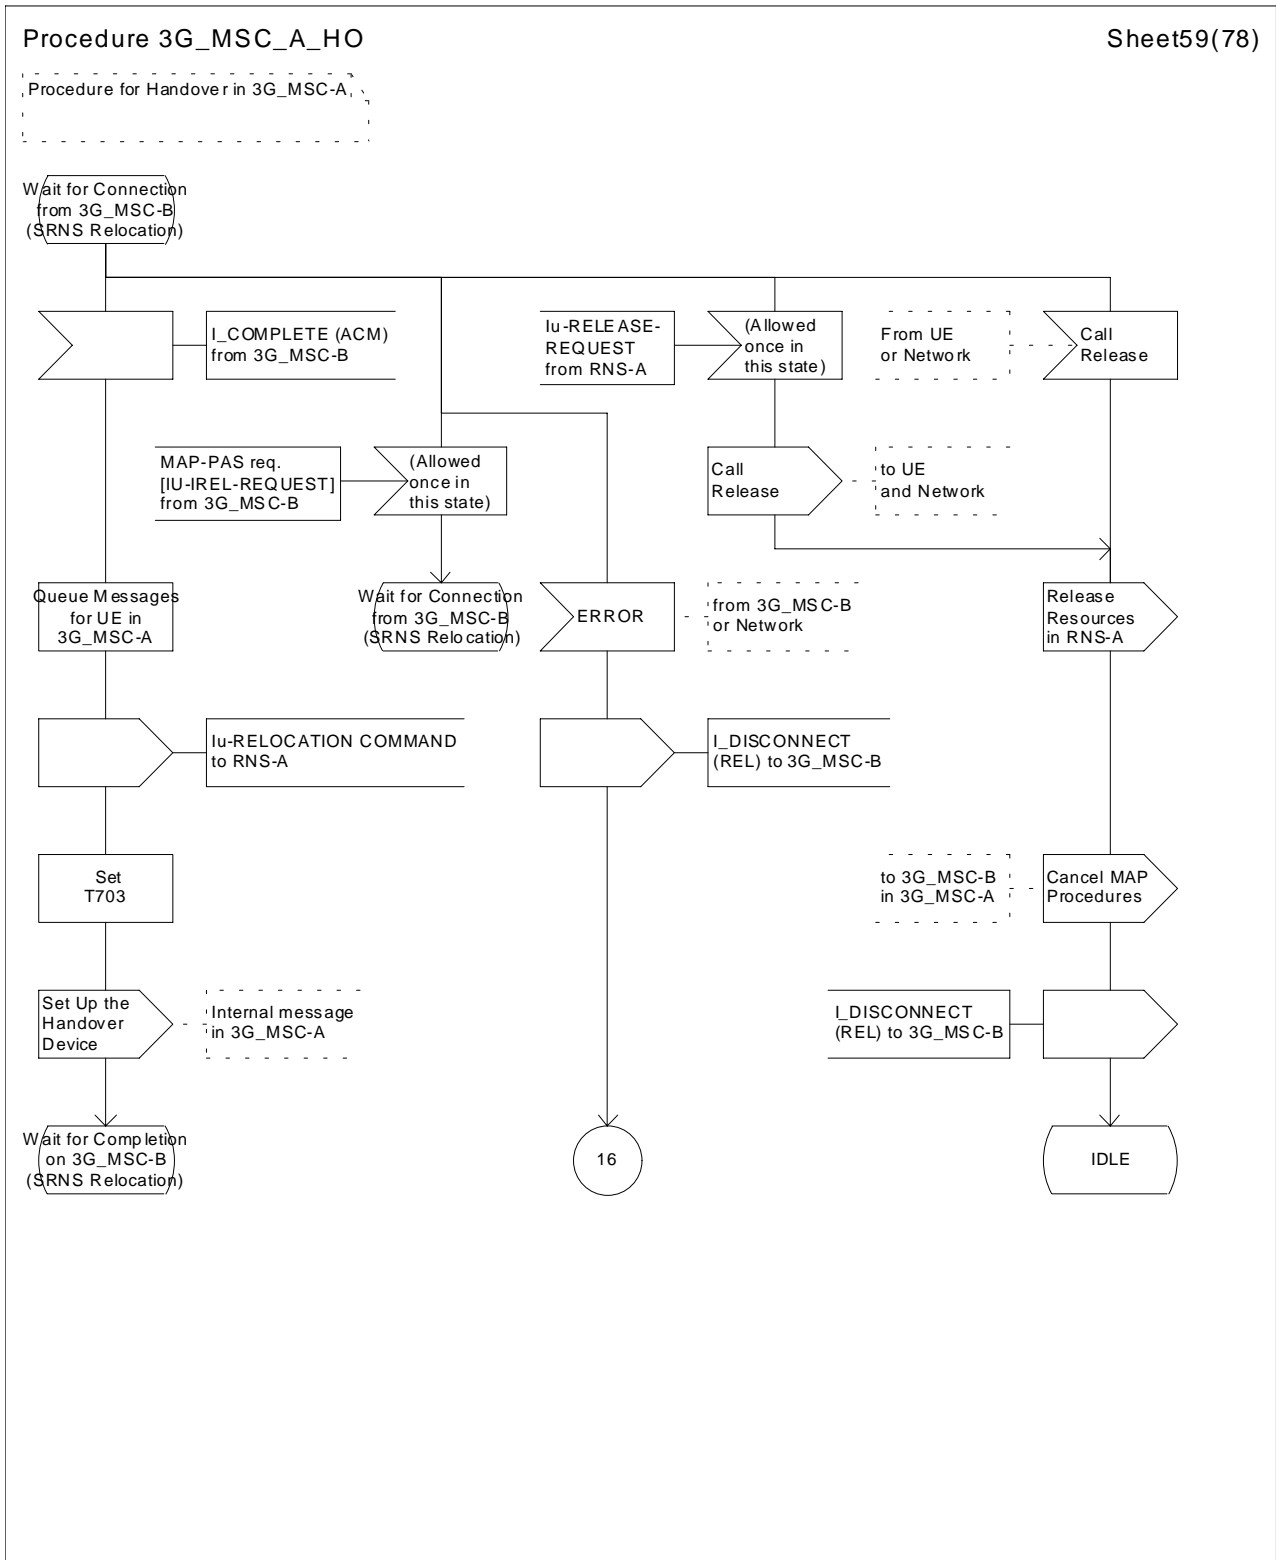 Procedure 3G_MSC_A_HO
Sheet59(78)
Procedure for Handover in 3G_MSC-A
Wait for Connection
from 3G_MSC-B
(SRNS Relocation)
I_COMPLETE (ACM)
from 3G_MSC-B
Iu-RELEASE-
REQUEST
from RNS-A
(Allowed
once in
this state)
From UE
or Network
Call
Release
MAP-PAS req.
[IU-IREL-REQUEST]
from 3G_MSC-B
(Allowed
once in
this state)
Call
Release
to UE
and Network
Queue Messages
for UE in
3G_MSC-A
Wait for Connection
from 3G_MSC-B
(SRNS Relocation)
ERROR
from 3G_MSC-B
or Network
Release
Resources
in RNS-A
Iu-RELOCATION COMMAND
to RNS-A
I_DISCONNECT
(REL) to 3G_MSC-B
Set
T703
to 3G_MSC-B
in 3G_MSC-A
Cancel MAP
Procedures
Set Up the
Handover
Device
Internal message
in 3G_MSC-A
I_DISCONNECT
(REL) to 3G_MSC-B
Wait for Completion
on 3G_MSC-B
(SRNS Relocation)
16
IDLE